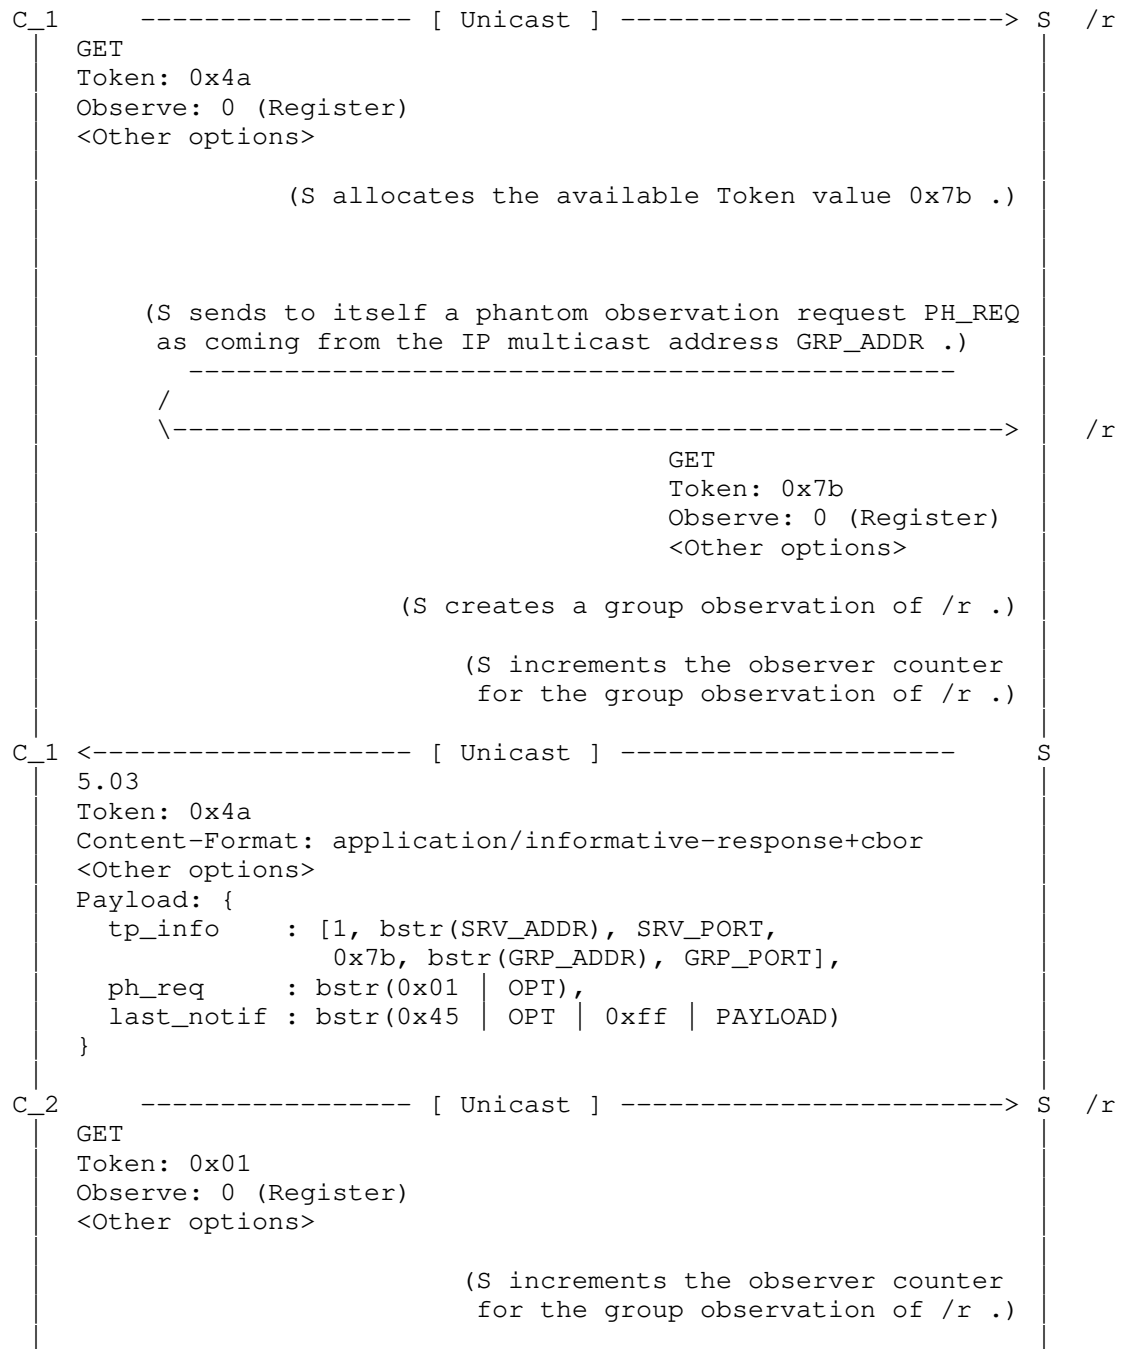 C_1     ----------------- [ Unicast ] ------------------------> S  /r
GET
Token: 0x4a
Observe: 0 (Register)
<Other options>
(S allocates the available Token value 0x7b .)
(S sends to itself a phantom observation request PH_REQ
as coming from the IP multicast address GRP_ADDR .)
------------------------------------------------
/
\----------------------------------------------------> /r
GET
Token: 0x7b
Observe: 0 (Register)
<Other options>
(S creates a group observation of /r .)
(S increments the observer counter
for the group observation of /r .)
C_1 <-------------------- [ Unicast ] ---------------------     S
5.03
Token: 0x4a
Content-Format: application/informative-response+cbor
<Other options>
Payload: {
tp_info    : [1, bstr(SRV_ADDR), SRV_PORT,
0x7b, bstr(GRP_ADDR), GRP_PORT],
ph_req     : bstr(0x01 | OPT),
last_notif : bstr(0x45 | OPT | 0xff | PAYLOAD)
}
C_2     ----------------- [ Unicast ] ------------------------> S  /r
GET
Token: 0x01
Observe: 0 (Register)
<Other options>
(S increments the observer counter
for the group observation of /r .)